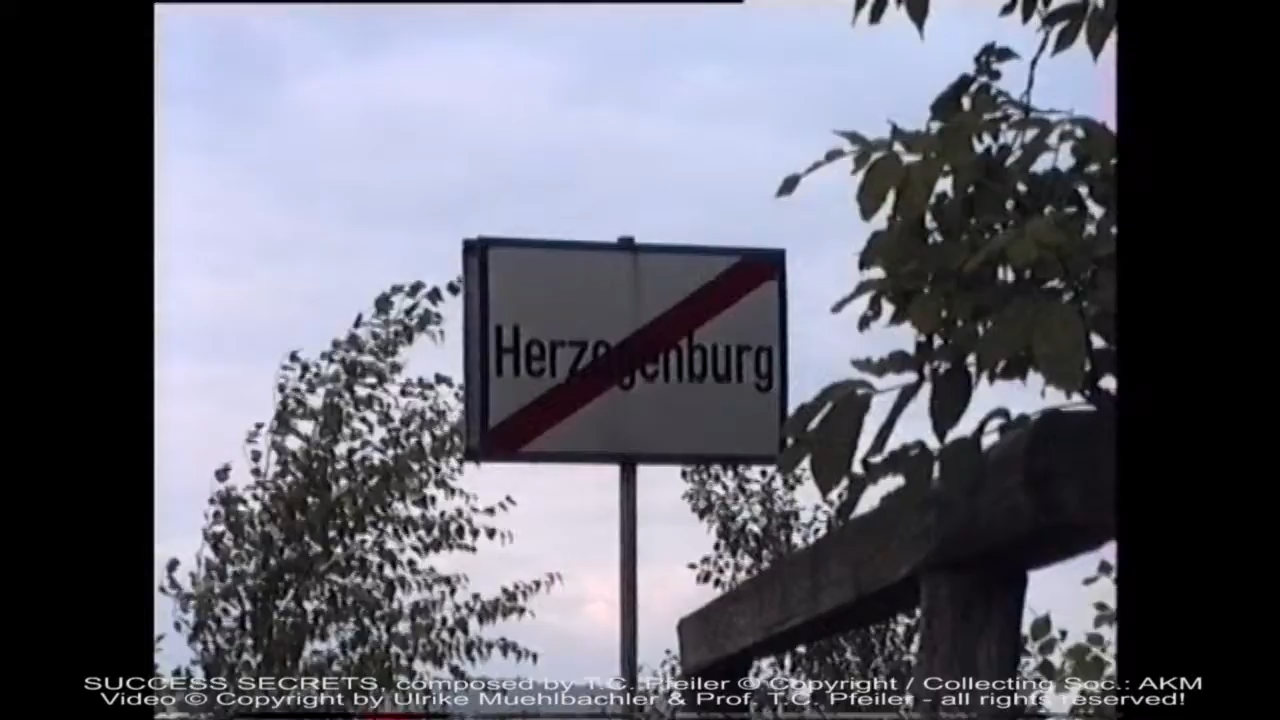 Herzogenburg
SUCCESS SECRETS, composed by T.C. Pfeiler © Copyright / Collecting Soc.: AKM
Video © Copyright by Ulrike Muehlbachler & Prof. T.C. Pfeiler - all rights reserved!